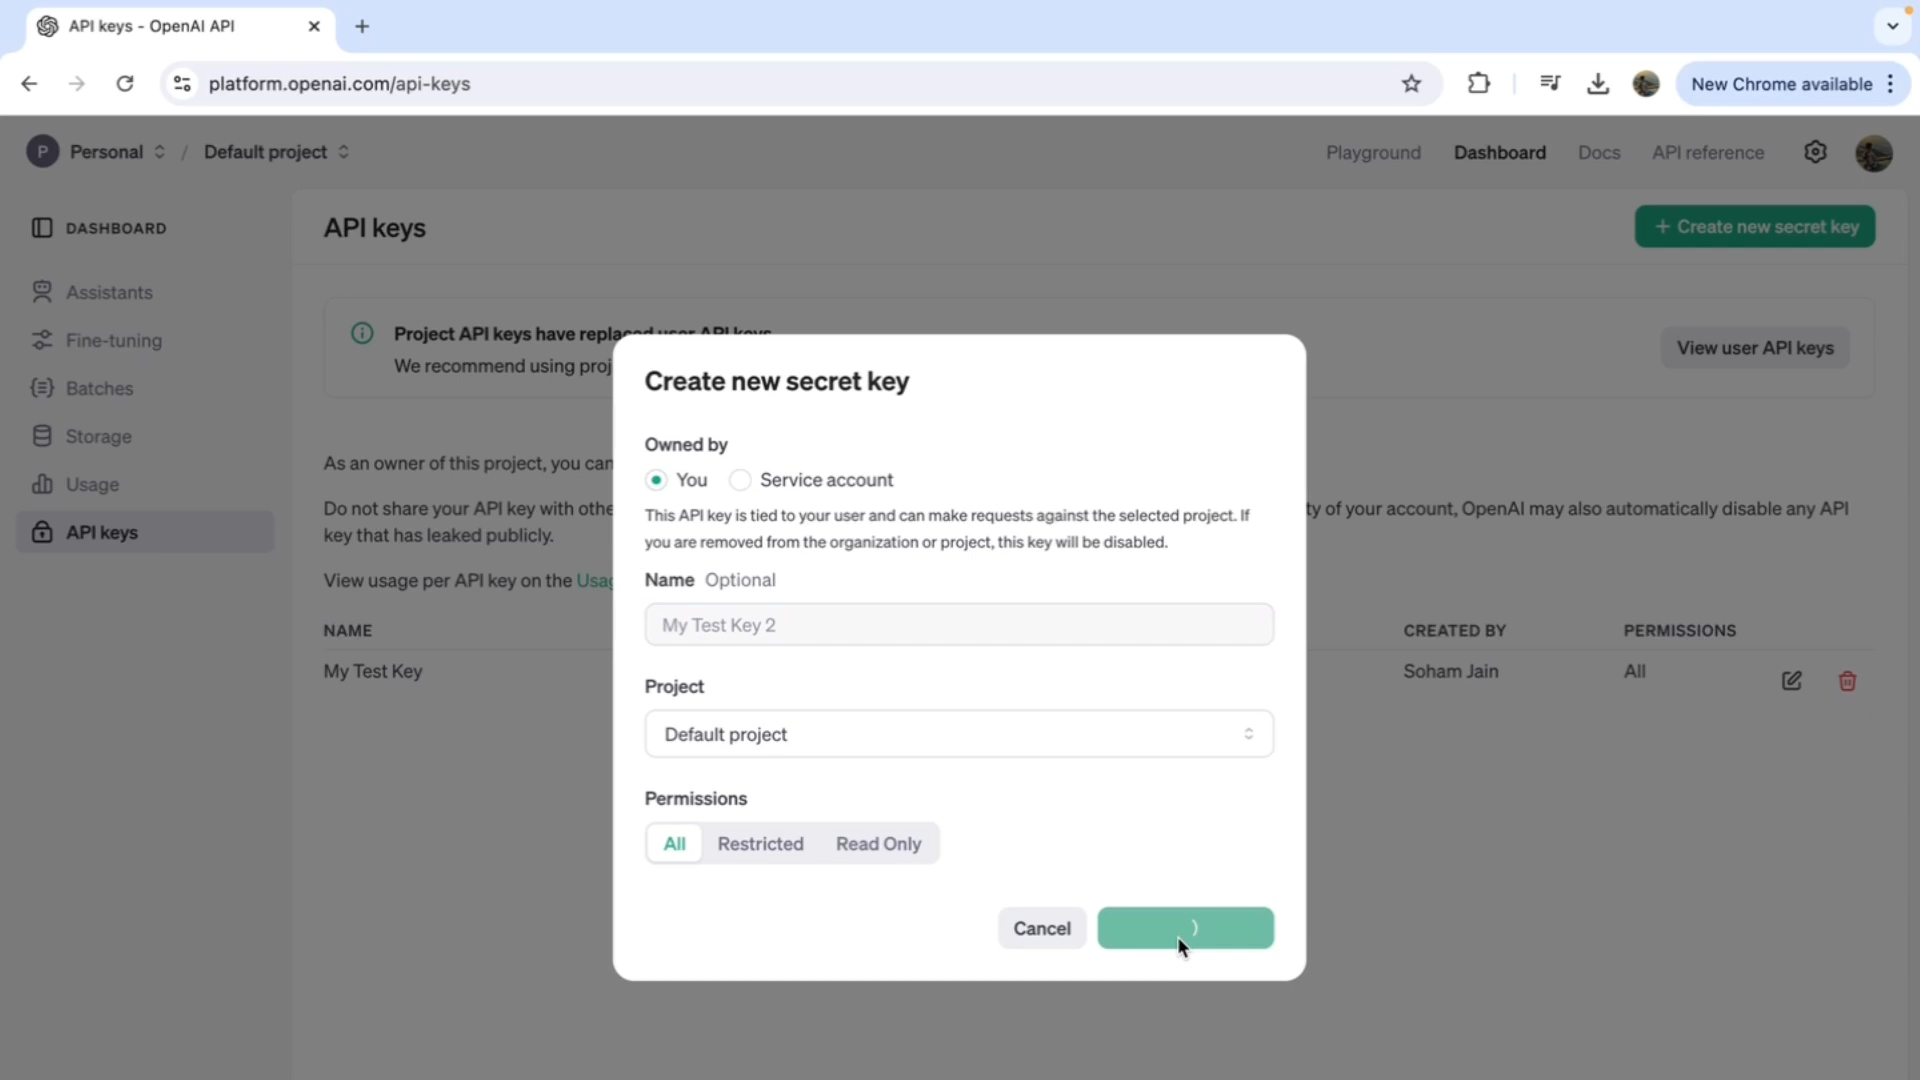 API keys - OpenAI API
platform.openai.com/api-keys
New Chrome available
P Personal / Default project
Playground Dashboard Docs API reference
DASHBOARD
Assistants
Fine-tuning
Batches
Storage
Usage
API keys
API keys
+ Create new secret key
Project API keys have replaced user API keys.
We recommend using proj
View user API keys
As an owner of this project, you can
Do not share your API key with othe
ty of your account, OpenAI may also automatically disable any API
key that has leaked publicly.
View usage per API key on the Usag
NAME CREATED BY PERMISSIONS
My Test Key Soham Jain All
Create new secret key
Owned by
You Service account
This API key is tied to your user and can make requests against the selected project. If
you are removed from the organization or project, this key will be disabled.
Name Optional
My Test Key 2
Project
Default project
Permissions
All Restricted Read Only
Cancel